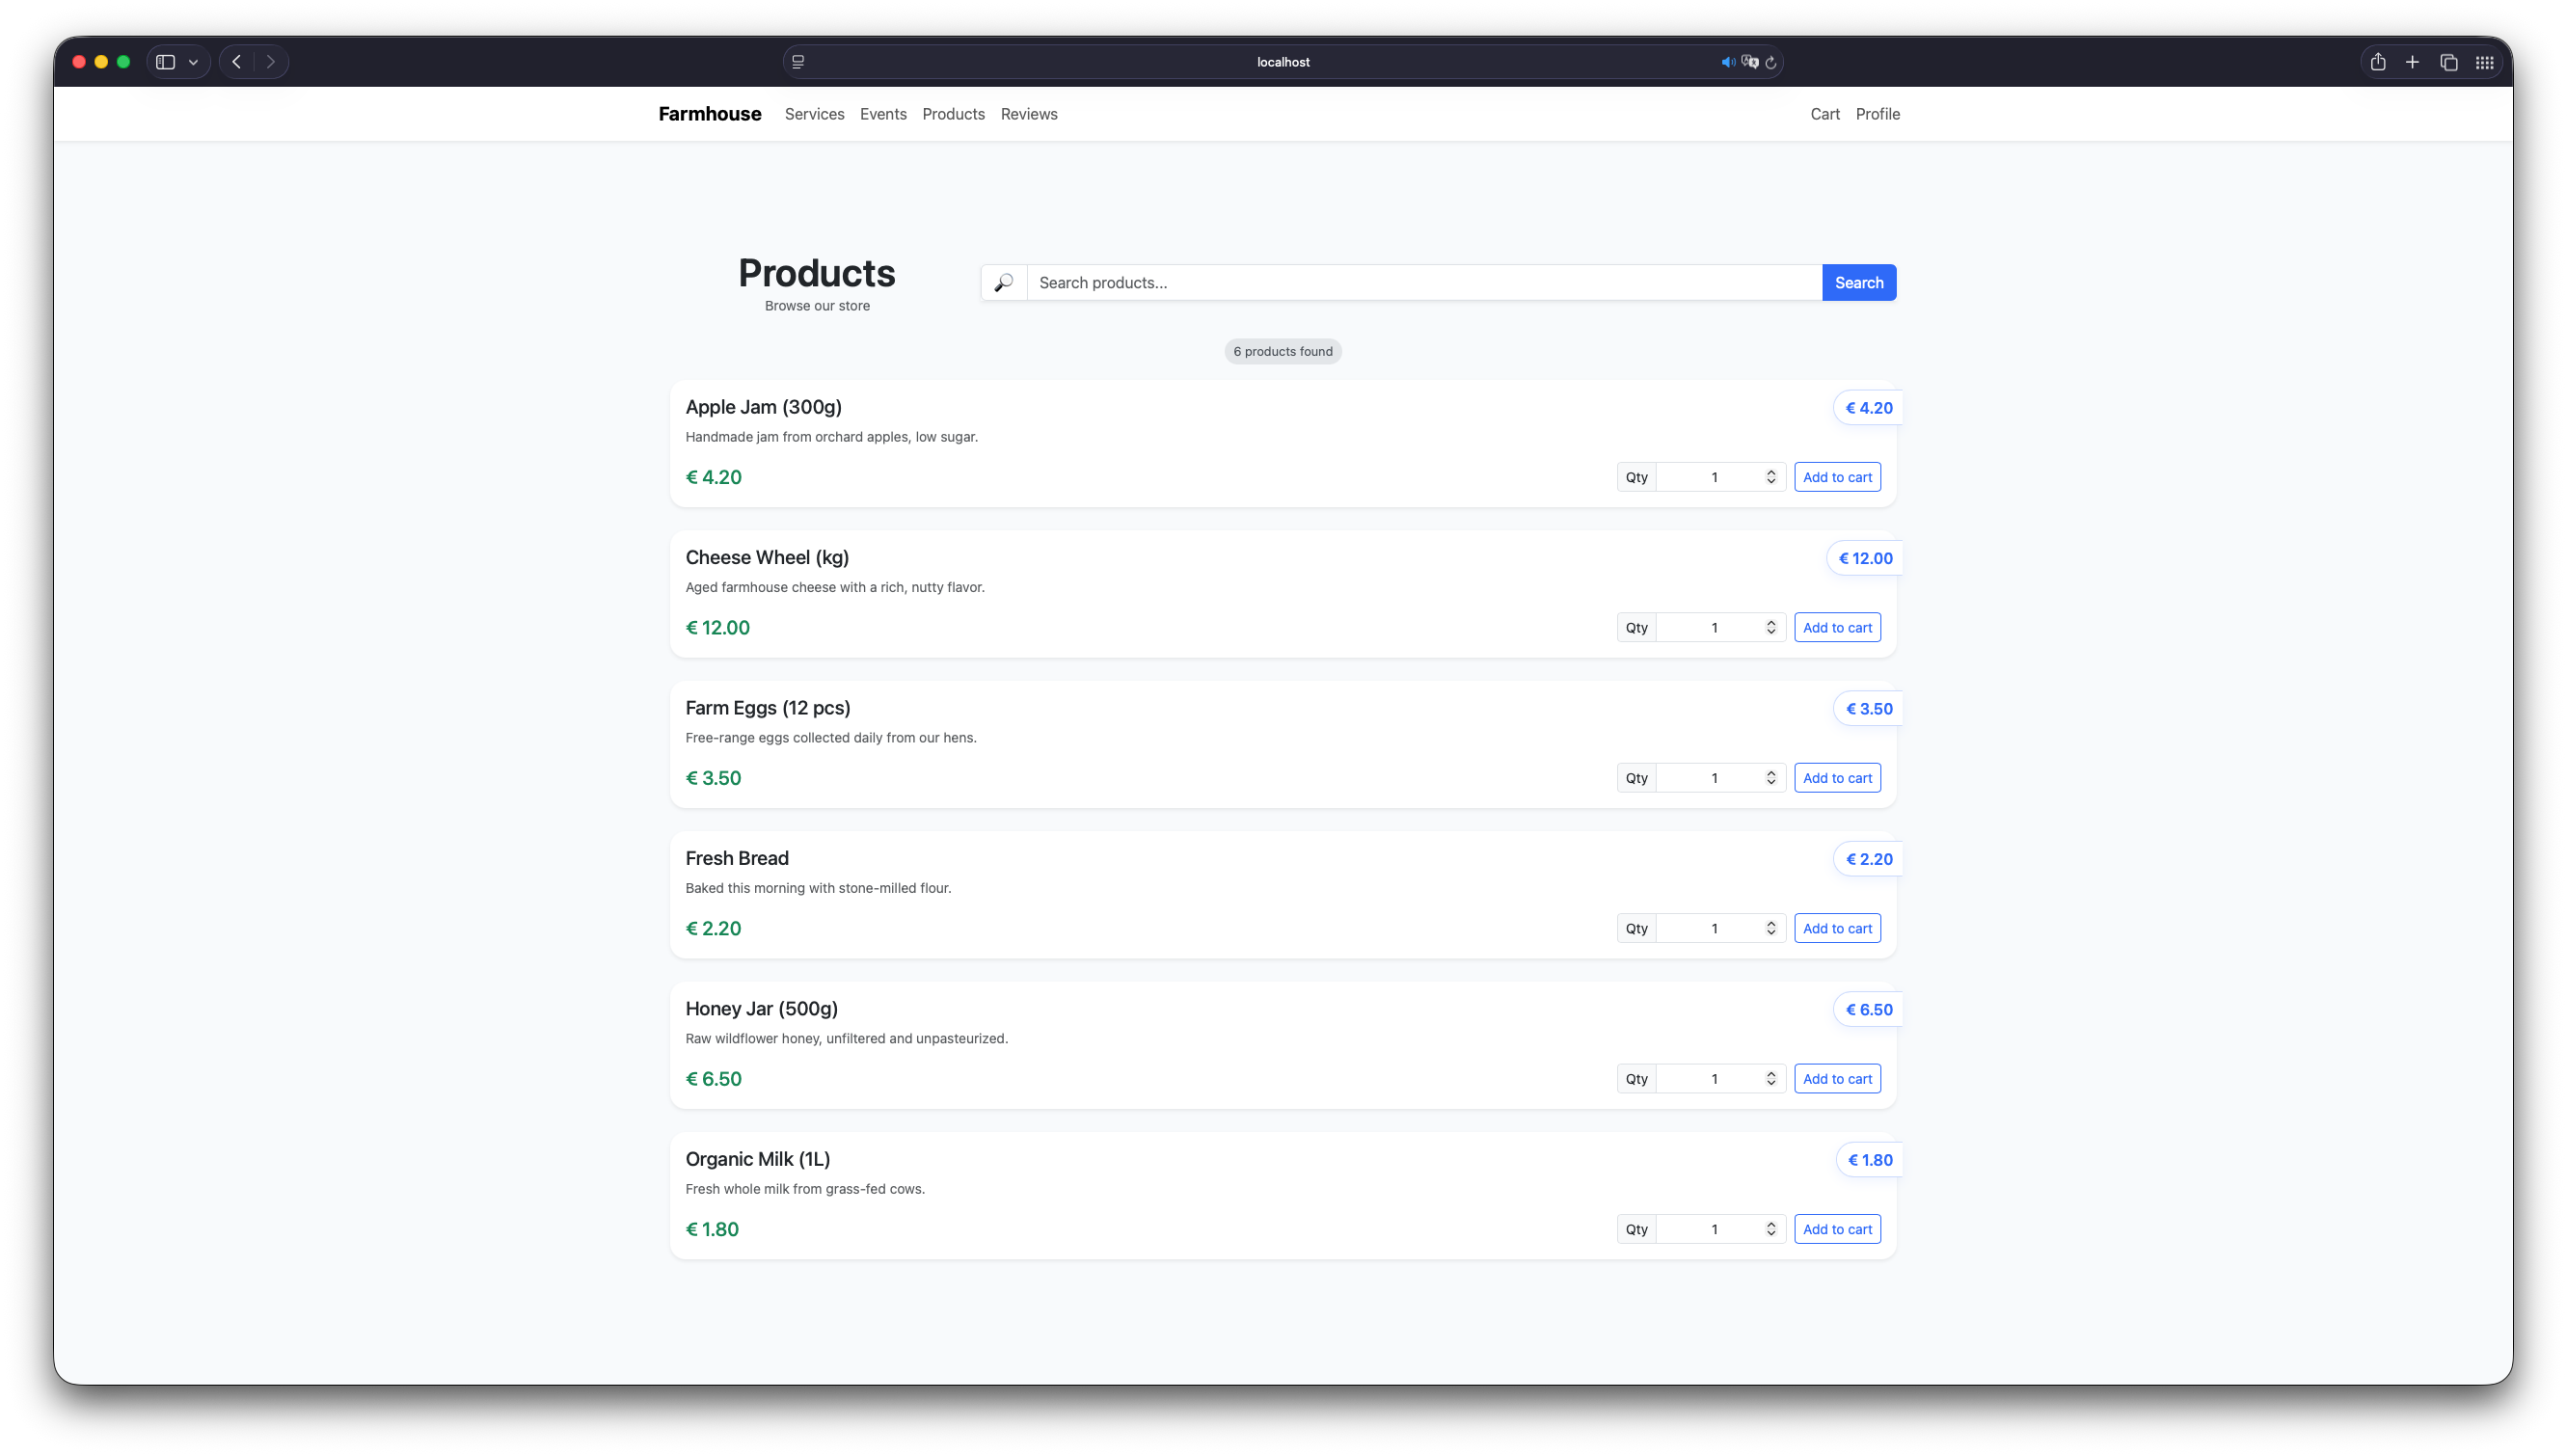 localhost
Farmhouse Services Events Products Reviews Cart Profile
Products
Browse our store
Search products... Search
6 products found
Apple Jam (300g) € 4.20
Handmade jam from orchard apples, low sugar.
€ 4.20 Qty 1 Add to cart
Cheese Wheel (kg) € 12.00
Aged farmhouse cheese with a rich, nutty flavor.
€ 12.00 Qty 1 Add to cart
Farm Eggs (12 pcs) € 3.50
Free-range eggs collected daily from our hens.
€ 3.50 Qty 1 Add to cart
Fresh Bread € 2.20
Baked this morning with stone-milled flour.
€ 2.20 Qty 1 Add to cart
Honey Jar (500g) € 6.50
Raw wildflower honey, unfiltered and unpasteurized.
€ 6.50 Qty 1 Add to cart
Organic Milk (1L) € 1.80
Fresh whole milk from grass-fed cows.
€ 1.80 Qty 1 Add to cart